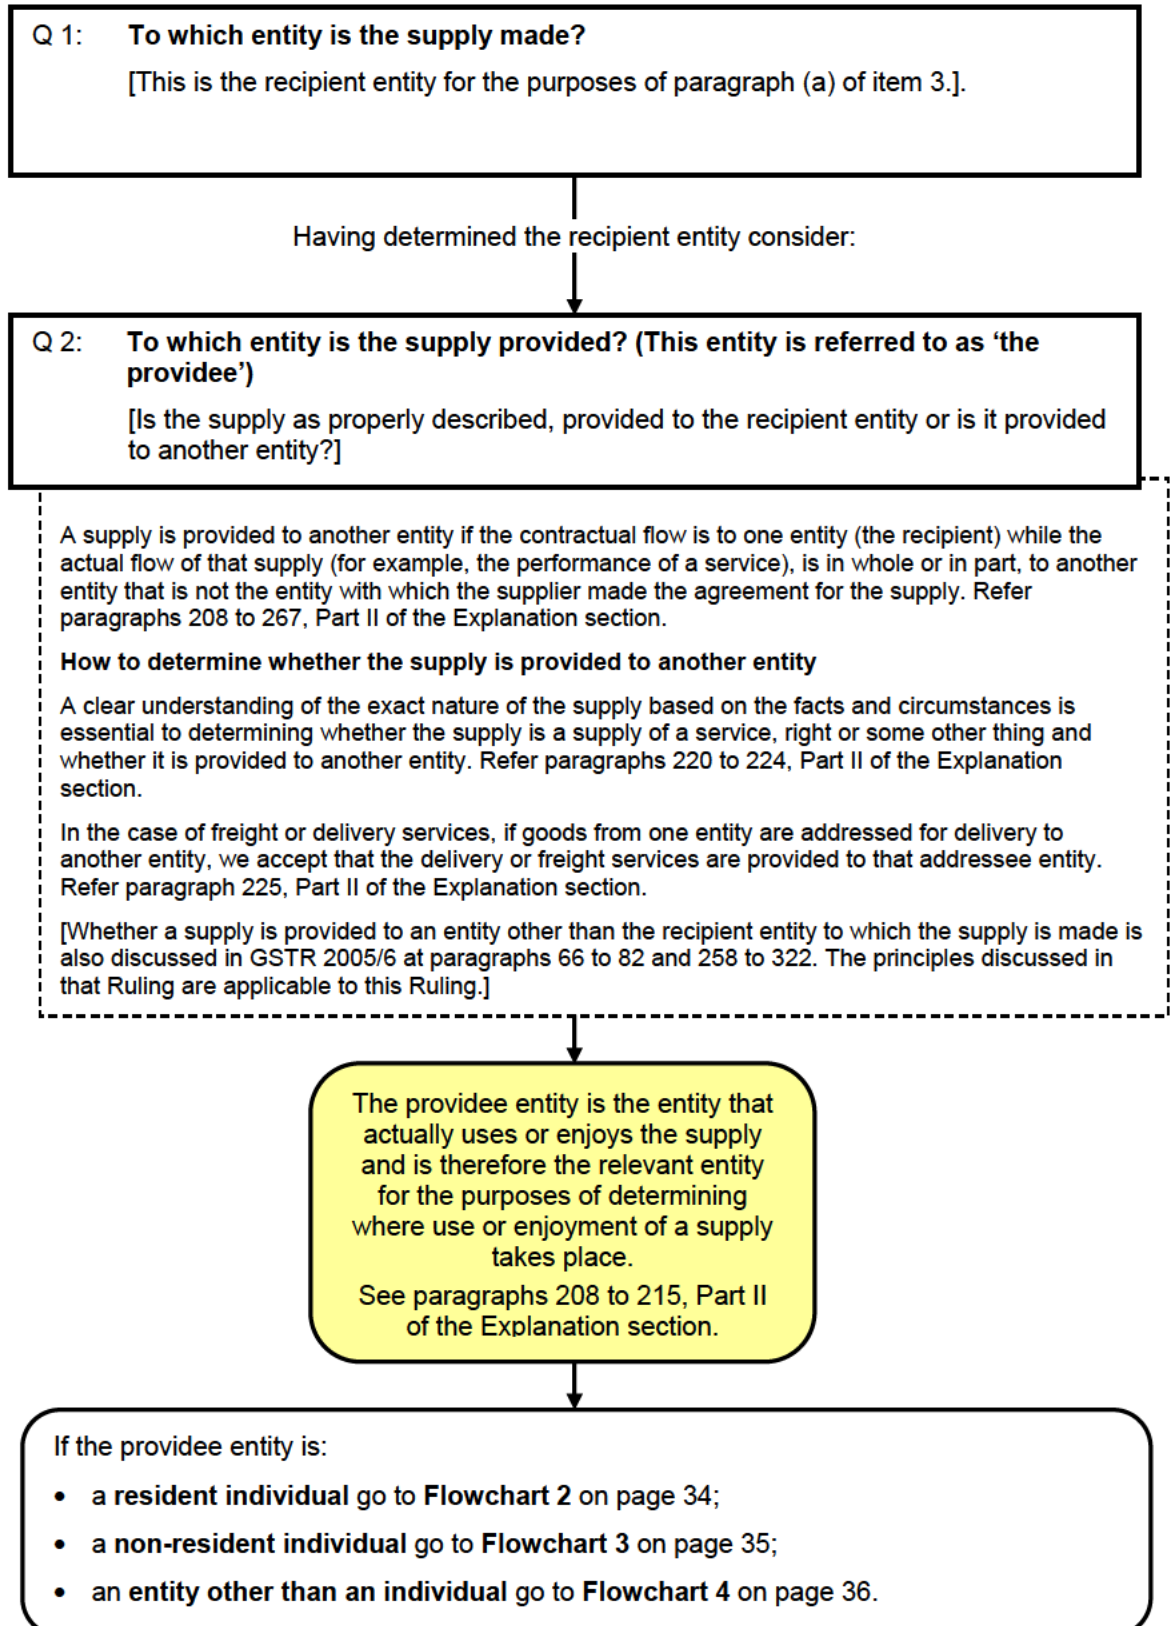 Q 1: To which entity is the supply made?
[This is the recipient entity for the purposes of paragraph (a) of item 3.].
Having determined the recipient entity consider:
Q 2: To which entity is the supply provided? (This entity is referred to as ‘the
providee’)
[Is the supply as properly described, provided to the recipient entity or is it provided
to another entity?]
A supply is provided to another entity if the contractual flow is to one entity (the recipient) while the
actual flow of that supply (for example, the performance of a service), is in whole or in part, to another
entity that is not the entity with which the supplier made the agreement for the supply. Refer
paragraphs 208 to 267, Part II of the Explanation section.
How to determine whether the supply is provided to another entity
A clear understanding of the exact nature of the supply based on the facts and circumstances is
essential to determining whether the supply is a supply of a service, right or some other thing and
whether it is provided to another entity. Refer paragraphs 220 to 224, Part II of the Explanation
section.
In the case of freight or delivery services, if goods from one entity are addressed for delivery to
another entity, we accept that the delivery or freight services are provided to that addressee entity.
Refer paragraph 225, Part II of the Explanation section.
[Whether a supply is provided to an entity other than the recipient entity to which the supply is made is
also discussed in GSTR 2005/6 at paragraphs 66 to 82 and 258 to 322. The principles discussed in
that Ruling are applicable to this Ruling.]
The providee entity is the entity that
actually uses or enjoys the supply
and is therefore the relevant entity
for the purposes of determining
where use or enjoyment of a supply
takes place.
See paragraphs 208 to 215, Part II
of the Explanation section.
If the providee entity is:
• a resident individual go to Flowchart 2 on page 34;
• a non-resident individual go to Flowchart 3 on page 35;
• an entity other than an individual go to Flowchart 4 on page 36.